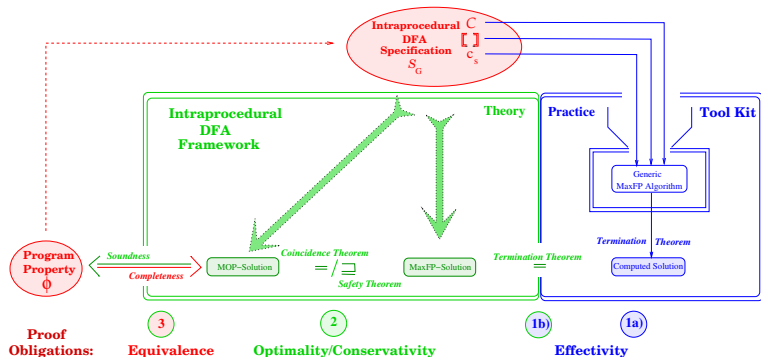 Intraprocedural C
DFA [ ]
Specification c_s
S_G
Intraprocedural
DFA
Framework
Theory
Practice
Tool Kit
Generic
MaxFP Algorithm
Termination Theorem
Computed Solution
Program
Property
ϕ
Soundness
Completeness
MOP–Solution
Coincidence Theorem
= / ⊒
Safety Theorem
MaxFP–Solution
Termination Theorem
=
3
2
1b)
1a)
Proof
Obligations:
Equivalence
Optimality/Conservativity
Effectivity